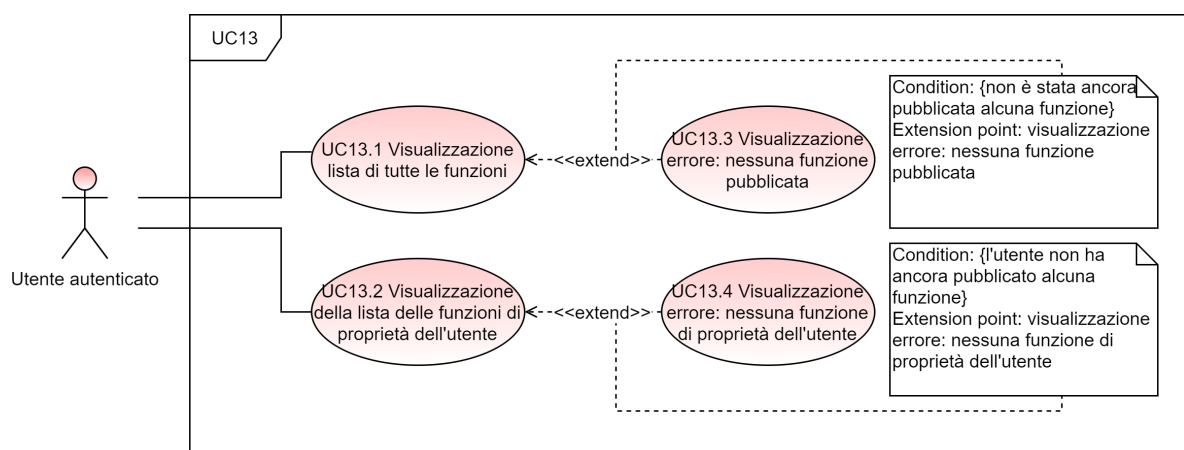 UC13
UC13.1 Visualizzazione
lista di tutte le funzioni
<<extend>>
UC13.3 Visualizzazione
errore: nessuna funzione
pubblicata
Condition: {non è stata ancora
pubblicata alcuna funzione}
Extension point: visualizzazione
errore: nessuna funzione
pubblicata
Utente autenticato
UC13.2 Visualizzazione
della lista delle funzioni di
proprietà dell'utente
<<extend>>
UC13.4 Visualizzazione
errore: nessuna funzione
di proprietà dell'utente
Condition: {l'utente non ha
ancora pubblicato alcuna
funzione}
Extension point: visualizzazione
errore: nessuna funzione di
proprietà dell'utente